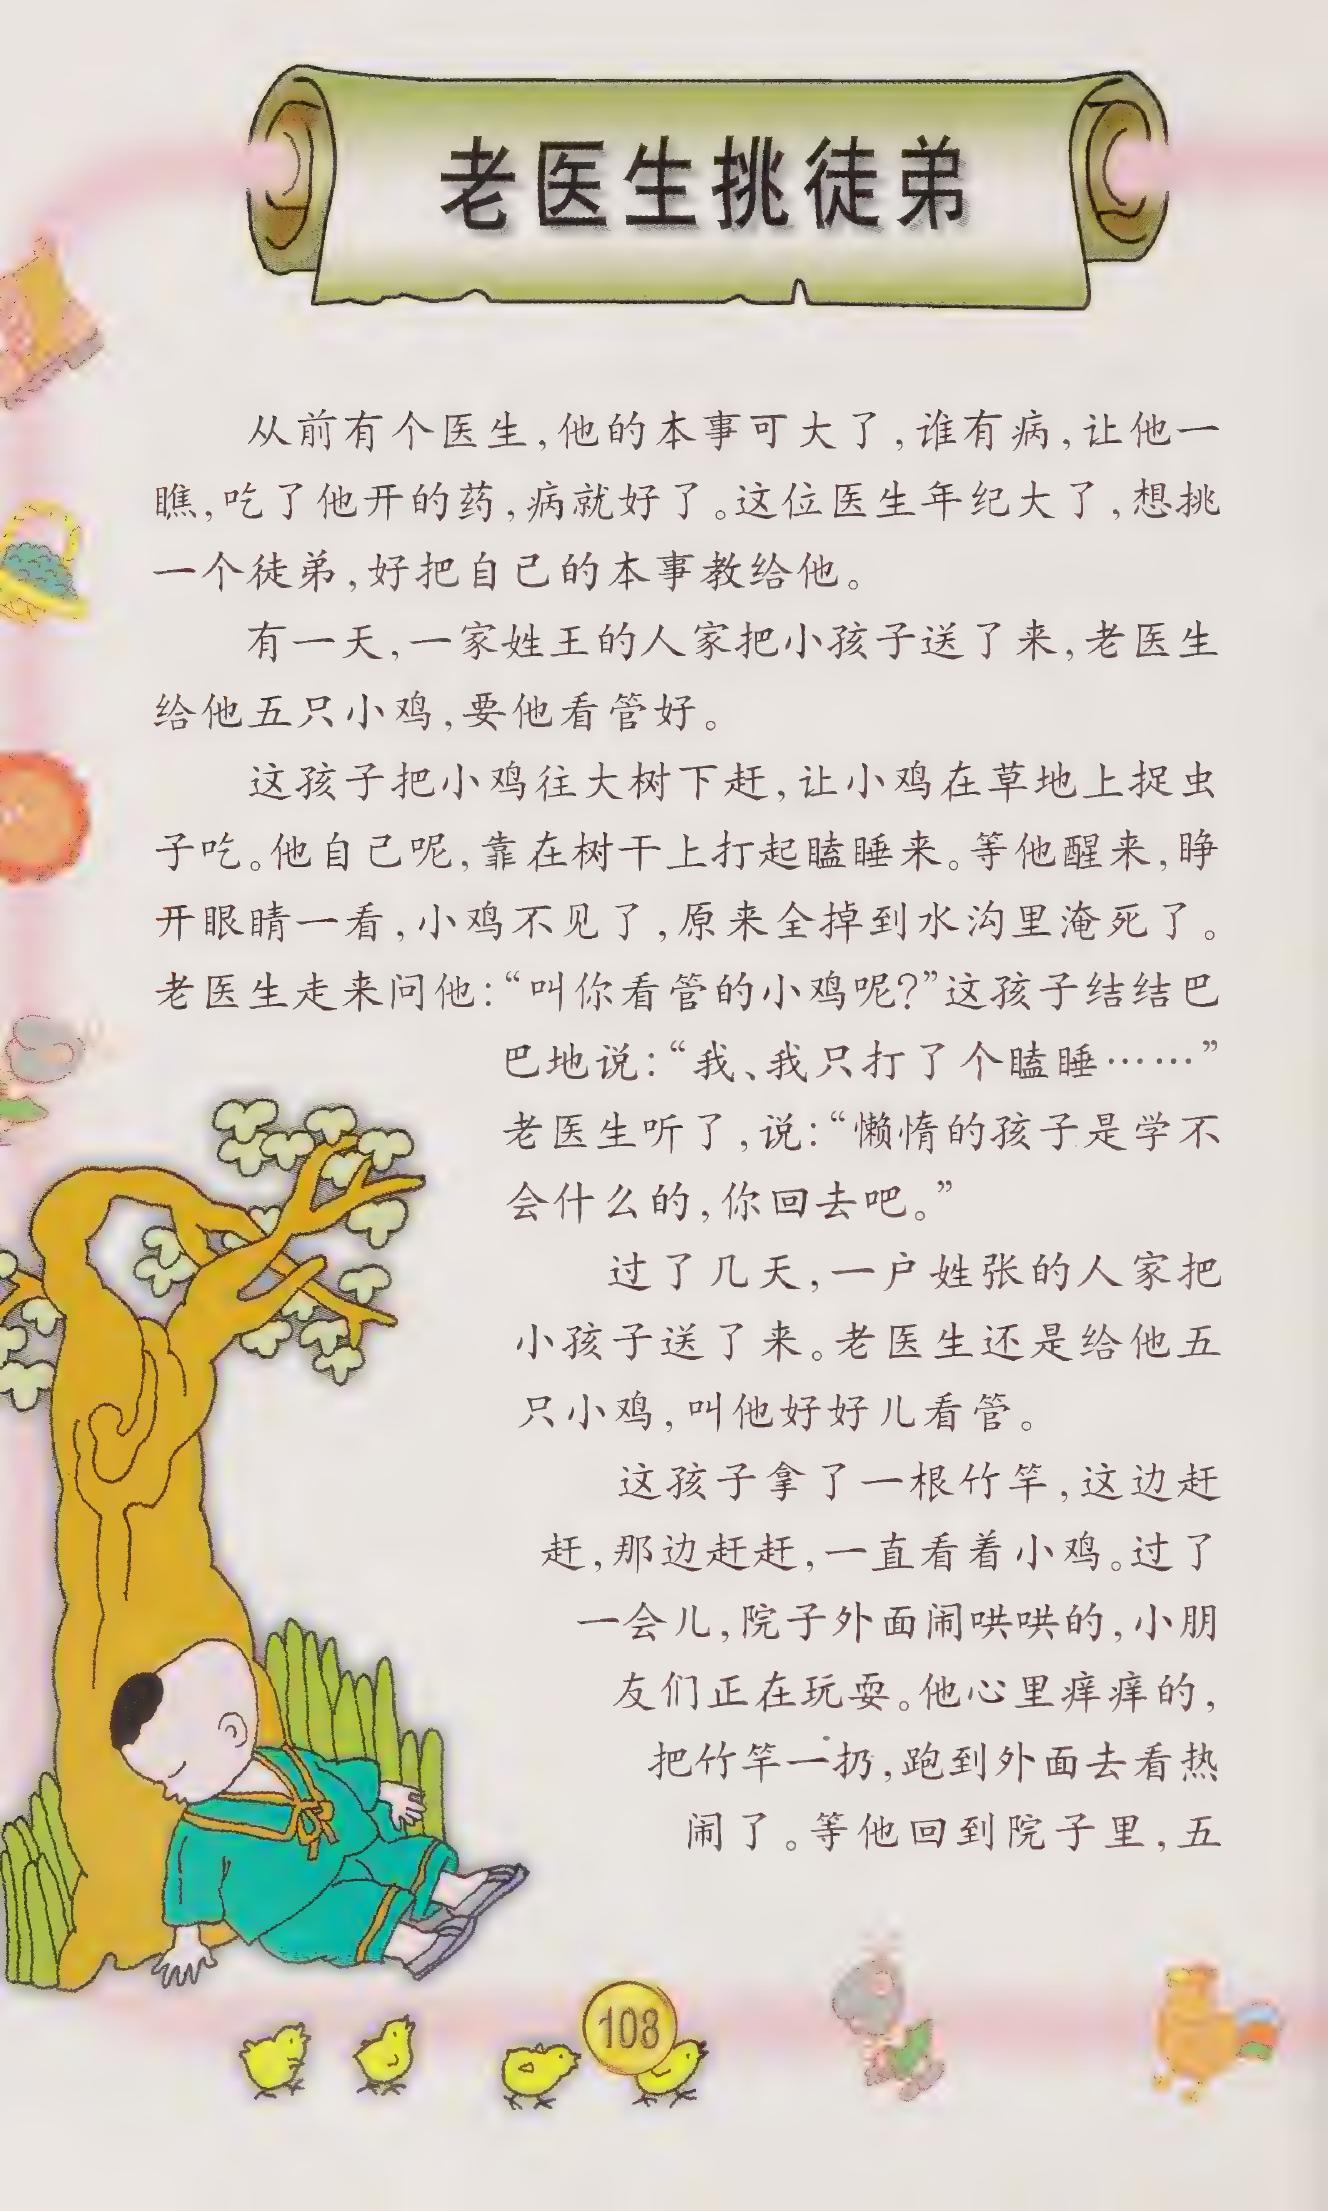 老医生挑徒弟
从前有个医生,他的本事可大了,谁有病,让他一
瞧,吃了他开的药,病就好了。这位医生年纪大了,想挑
一个徒弟,好把自己的本事教给他。
有一天,一家姓王的人家把小孩子送了来,老医生
给他五只小鸡,要他看管好。
这孩子把小鸡往大树下赶,让小鸡在草地上捉虫
子吃。他自己呢,靠在树干上打起瞌睡来。等他醒来,睁
开眼睛一看,小鸡不见了,原来全掉到水沟里淹死了。
老医生走来问他:“叫你看管的小鸡呢?”这孩子结结巴
巴地说:“我、我只打了个瞌睡……”
老医生听了,说:“懒惰的孩子是学不
会什么的,你回去吧。”
过了几天,一户姓张的人家把
小孩子送了来。老医生还是给他五
只小鸡,叫他好好儿看管。
这孩子拿了一根竹竿,这边赶
赶,那边赶赶,一直看着小鸡。过了
一会儿,院子外面闹哄哄的,小朋
友们正在玩耍。他心里痒痒的,
把竹竿一扔,跑到外面去看热
闹了。等他回到院子里,五
108